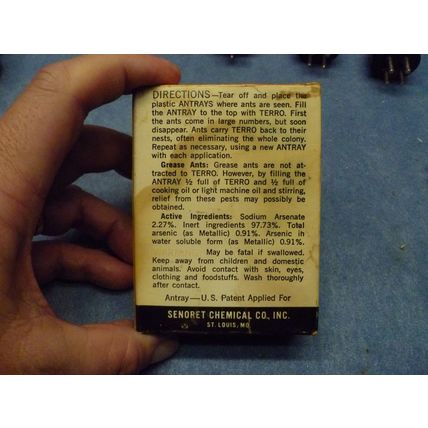 DIRECTIONS—Tear off and place the
plastic ANTRAYS where ants are seen. Fill
the ANTRAY to the top with TERRO. First
the ants come in large numbers, but soon
disappear. Ants carry TERRO back to their
nests, often eliminating the whole colony.
Repeat as necessary, using a new ANTRAY
with each application.
Grease Ants: Grease ants are not at-
tracted to TERRO. However, by filling the
ANTRAY ½ full of TERRO and ½ full of
cooking oil or light machine oil and stirring,
relief from these pests may possibly be
obtained.
Active Ingredients: Sodium Arsenate
2.27%. Inert ingredients 97.73%. Total
arsenic (as Metallic) 0.91%. Arsenic in
water soluble form (as Metallic) 0.91%.
May be fatal if swallowed.
Keep away from children and domestic
animals. Avoid contact with skin, eyes,
clothing and foodstuffs. Wash thoroughly
after contact.
Antray—U.S. Patent Applied For
SENORET CHEMICAL CO., INC.
ST. LOUIS, MO.